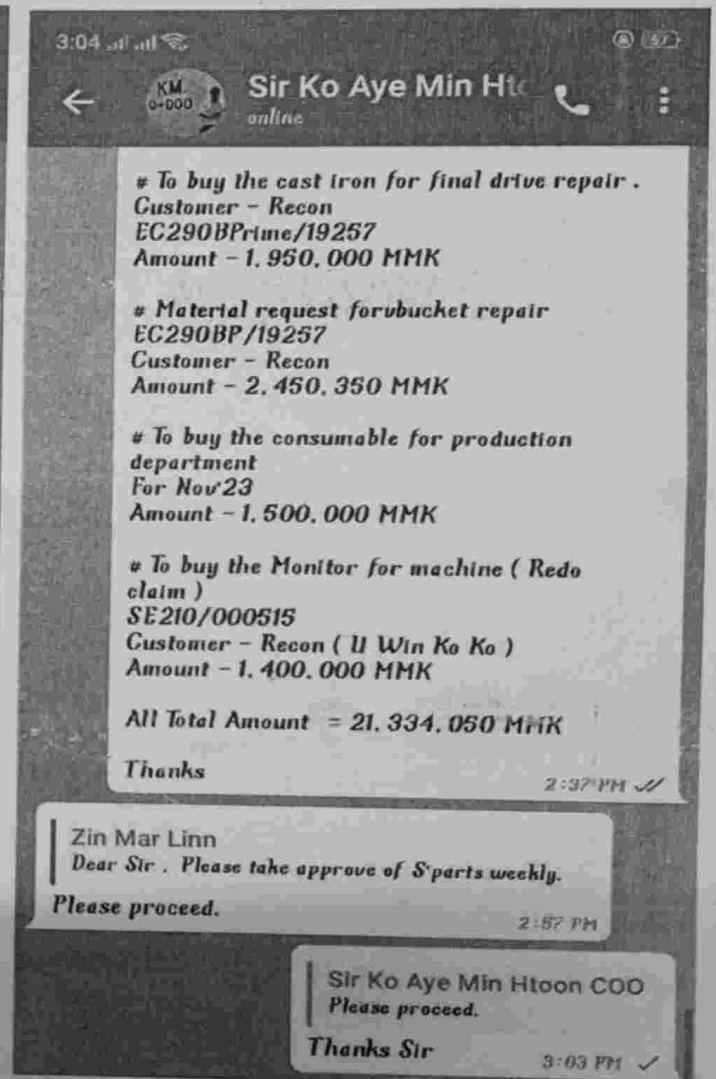 3:04
57
KM
0+000
Sir Ko Aye Min Hto
online
# To buy the cast iron for final drive repair .
Customer - Recon
EC290BPrime/19257
Amount - 1, 950, 000 MMK
# Material request forvbucket repair
EC290BP/19257
Customer - Recon
Amount - 2, 450, 350 MMK
# To buy the consumable for production
department
For Nov'23
Amount - 1, 500, 000 MMK
# To buy the Monitor for machine ( Redo
claim )
SE210/000515
Customer - Recon ( U Win Ko Ko )
Amount - 1, 400, 000 MMK
All Total Amount = 21, 334, 050 MMK
Thanks
2:37 PM
Zin Mar Linn
Dear Sir . Please take approve of S'parts weekly.
Please proceed.
2:57 PM
Sir Ko Aye Min Htoon COO
Please proceed.
Thanks Sir
3:03 PM